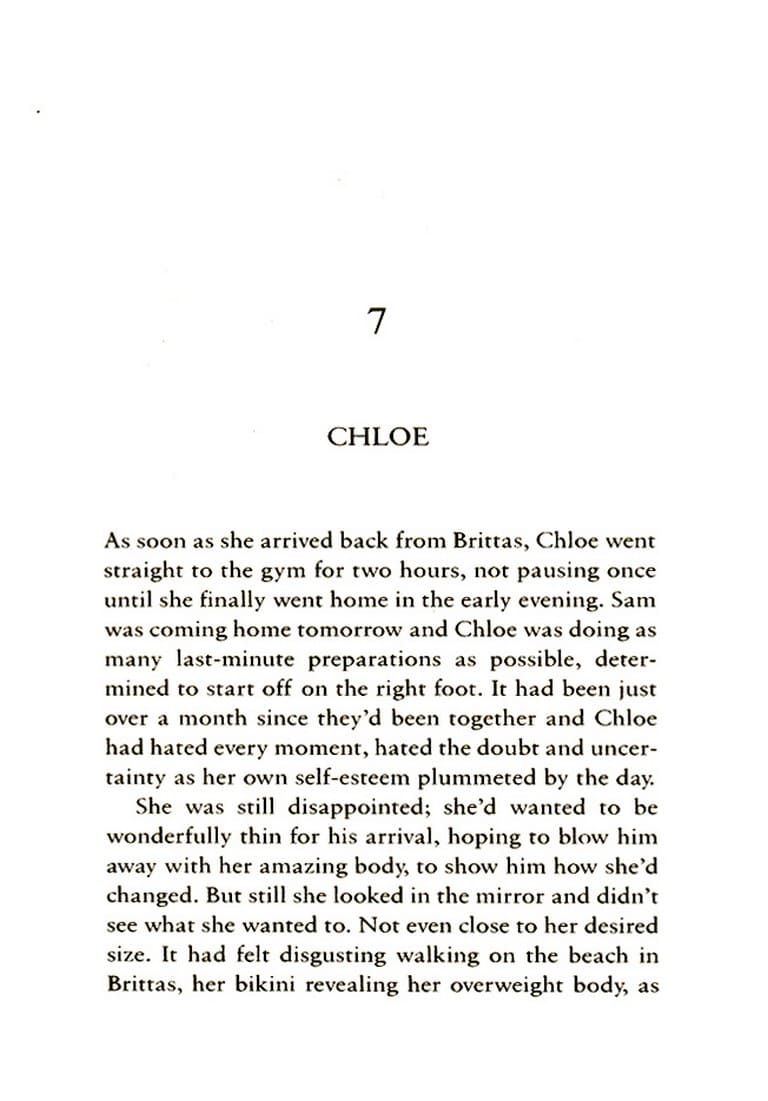 7
CHLOE
As soon as she arrived back from Brittas, Chloe went
straight to the gym for two hours, not pausing once
until she finally went home in the early evening. Sam
was coming home tomorrow and Chloe was doing as
many last-minute preparations as possible, deter-
mined to start off on the right foot. It had been just
over a month since they'd been together and Chloe
had hated every moment, hated the doubt and uncer-
tainty as her own self-esteem plummeted by the day.
She was still disappointed; she'd wanted to be
wonderfully thin for his arrival, hoping to blow him
away with her amazing body, to show him how she'd
changed. But still she looked in the mirror and didn't
see what she wanted to. Not even close to her desired
size. It had felt disgusting walking on the beach in
Brittas, her bikini revealing her overweight body, as